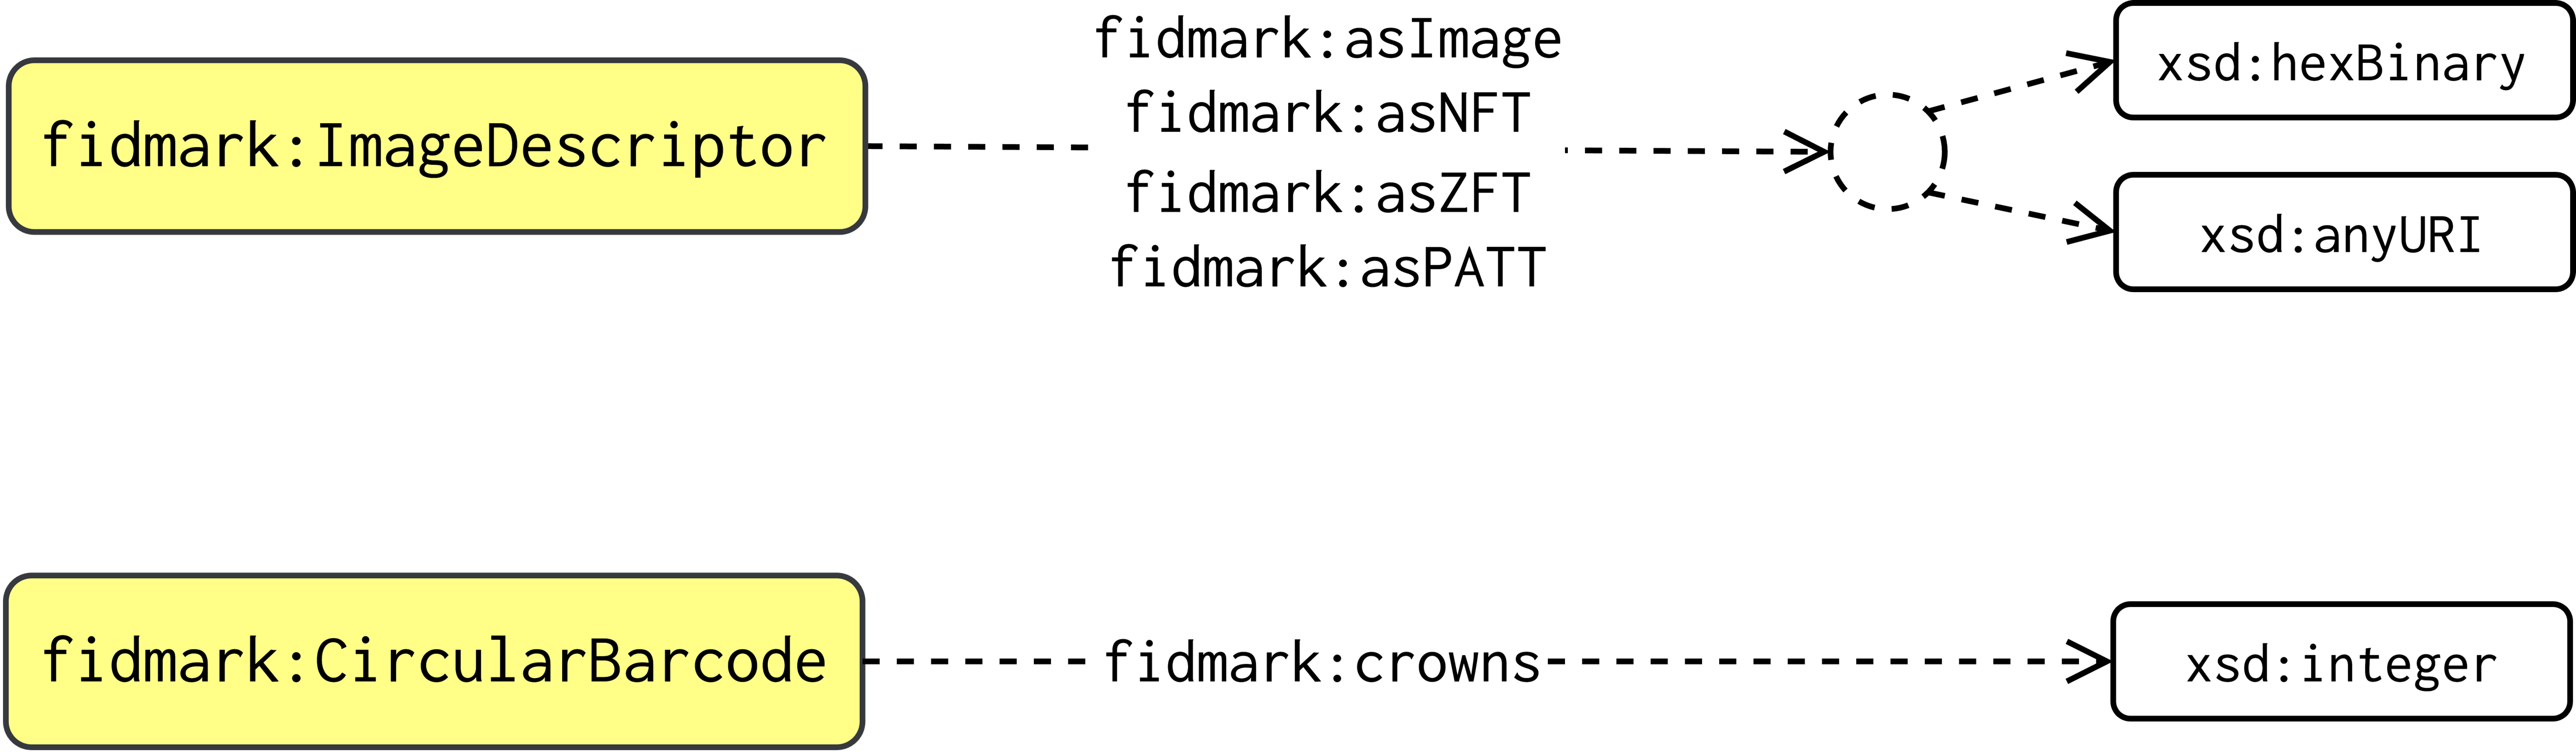 fidmark:ImageDescriptor
fidmark:asImage
fidmark:asNFT
fidmark:asZFT
fidmark:asPATT
xsd:hexBinary
xsd:anyURI
fidmark:CircularBarcode
fidmark:crowns
xsd:integer